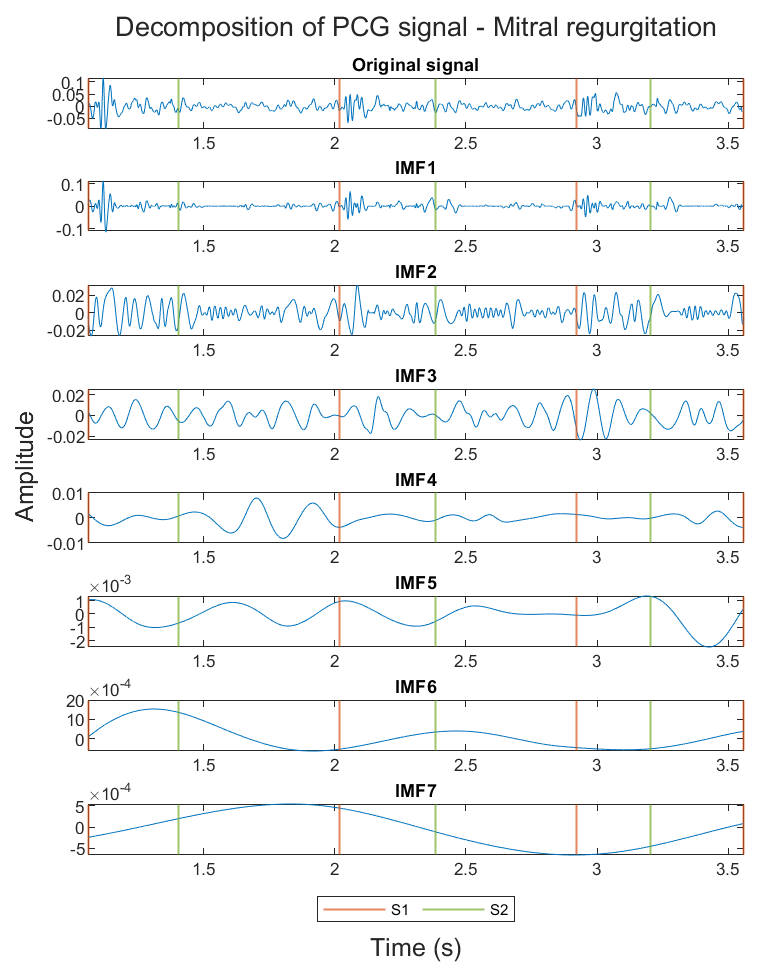 Decomposition of PCG signal - Mitral regurgitation
Original signal
0.1
0.05
0
-0.05
1.5 2 2.5 3 3.5
IMF1
0.1
0
-0.1
1.5 2 2.5 3 3.5
IMF2
0.02
0
-0.02
1.5 2 2.5 3 3.5
IMF3
0.02
0
-0.02
1.5 2 2.5 3 3.5
IMF4
0.01
0
-0.01
1.5 2 2.5 3 3.5
IMF5
×10⁻³
1
0
-1
-2
1.5 2 2.5 3 3.5
IMF6
×10⁻⁴
20
10
0
1.5 2 2.5 3 3.5
IMF7
×10⁻⁴
5
0
-5
1.5 2 2.5 3 3.5
Amplitude
S1 S2
Time (s)